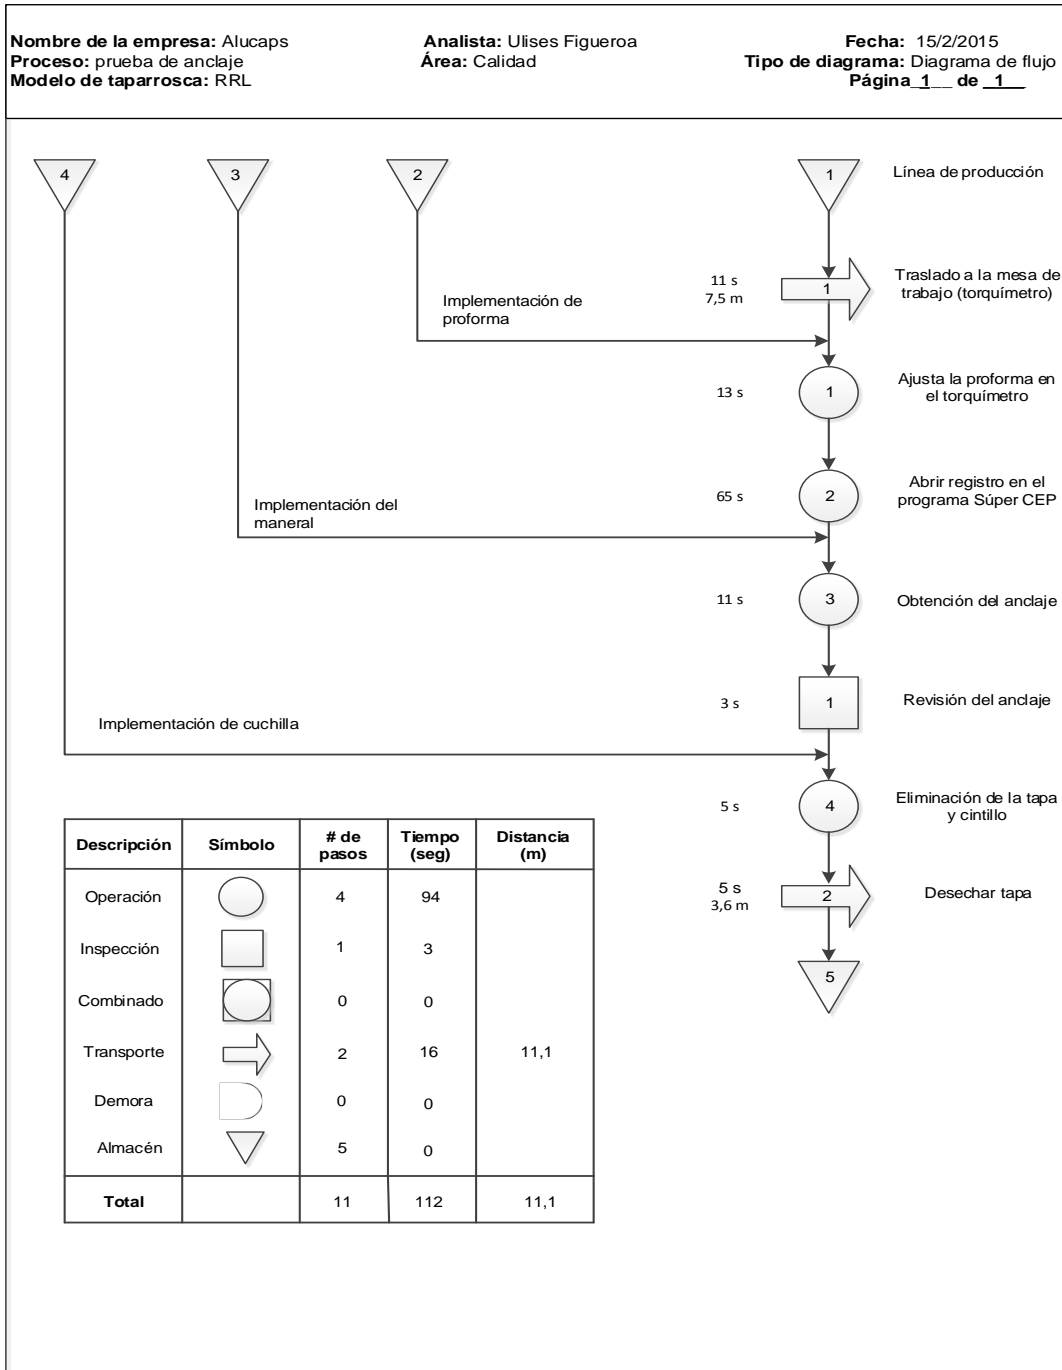 Nombre de la empresa: Alucaps
Proceso: prueba de anclaje
Modelo de taparrosca: RRL
Analista: Ulises Figueroa
Área: Calidad
Fecha: 15/2/2015
Tipo de diagrama: Diagrama de flujo
Página_1__ de _1__
4
3
2
1
Línea de producción
11 s
7,5 m
1
Traslado a la mesa de
trabajo (torquímetro)
Implementación de
proforma
13 s
1
Ajusta la proforma en
el torquímetro
65 s
2
Abrir registro en el
programa Súper CEP
Implementación del
maneral
11 s
3
Obtención del anclaje
3 s
1
Revisión del anclaje
Implementación de cuchilla
5 s
4
Eliminación de la tapa
y cintillo
5 s
3,6 m
2
Desechar tapa
5
Descripción
Símbolo
# de
pasos
Tiempo
(seg)
Distancia
(m)
Operación 4 94
Inspección 1 3
Combinado 0 0
Transporte 2 16 11,1
Demora 0 0
Almacén 5 0
Total 11 112 11,1